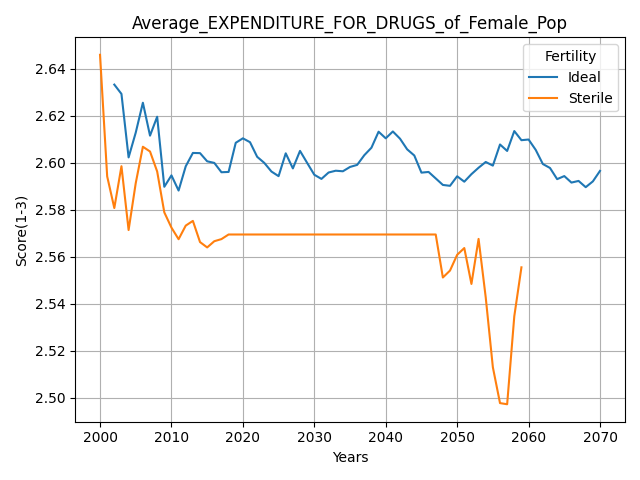 Average_EXPENDITURE_FOR_DRUGS_of_Female_Pop
Fertility
Ideal
Sterile
Score(1-3)
2.64
2.62
2.60
2.58
2.56
2.54
2.52
2.50
2000 2010 2020 2030 2040 2050 2060 2070
Years